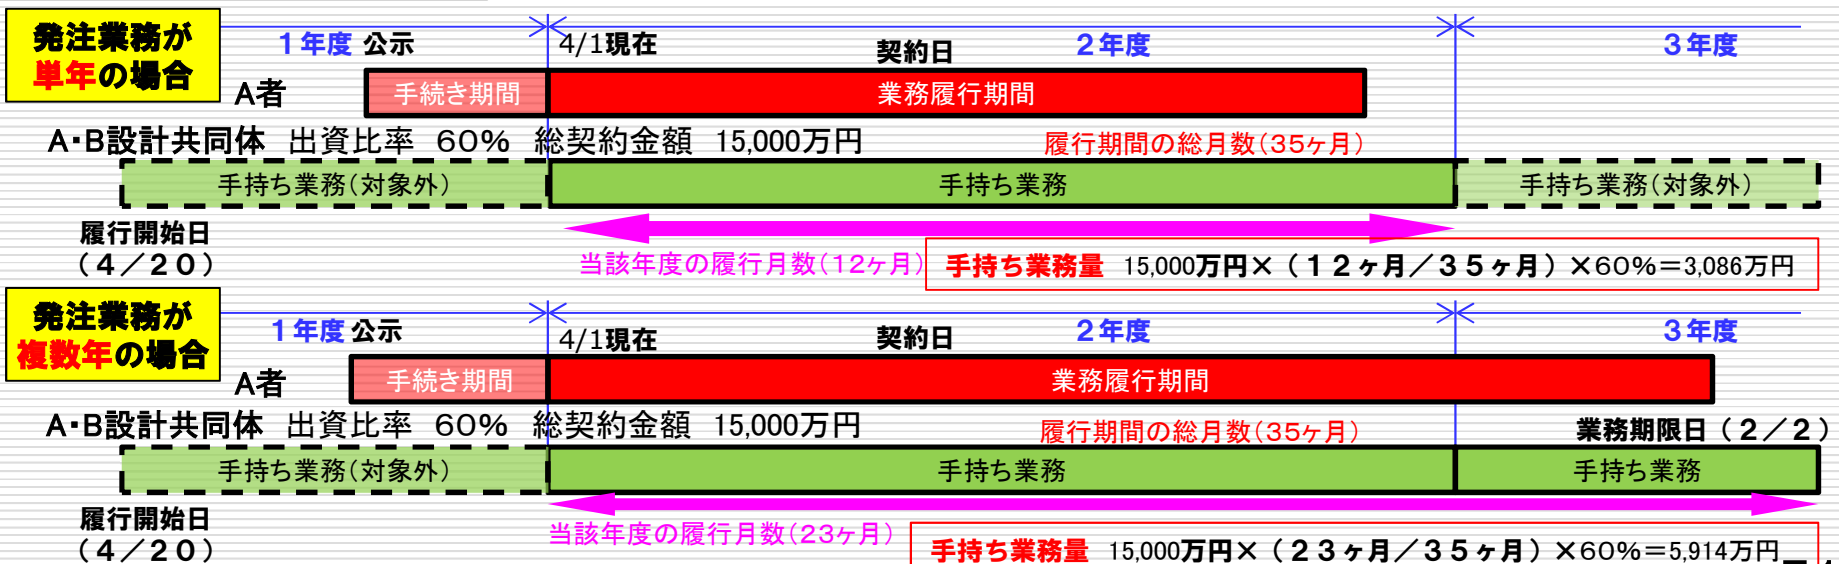 発注業務が
単年の場合
1年度 公示
4/1現在
契約日
2年度
3年度
A者
手続き期間
業務履行期間
A・B設計共同体 出資比率 60% 総契約金額 15,000万円
履行期間の総月数(35ヶ月)
手持ち業務(対象外)
手持ち業務
手持ち業務(対象外)
履行開始日
(4/20)
当該年度の履行月数(12ヶ月)
手持ち業務量 15,000万円×(12ヶ月/35ヶ月)×60%=3,086万円
発注業務が
複数年の場合
1年度 公示
4/1現在
契約日
2年度
3年度
A者
手続き期間
業務履行期間
A・B設計共同体 出資比率 60% 総契約金額 15,000万円
履行期間の総月数(35ヶ月)
業務期限日(2/2)
手持ち業務(対象外)
手持ち業務
手持ち業務
履行開始日
(4/20)
当該年度の履行月数(23ヶ月)
手持ち業務量 15,000万円×(23ヶ月/35ヶ月)×60%=5,914万円